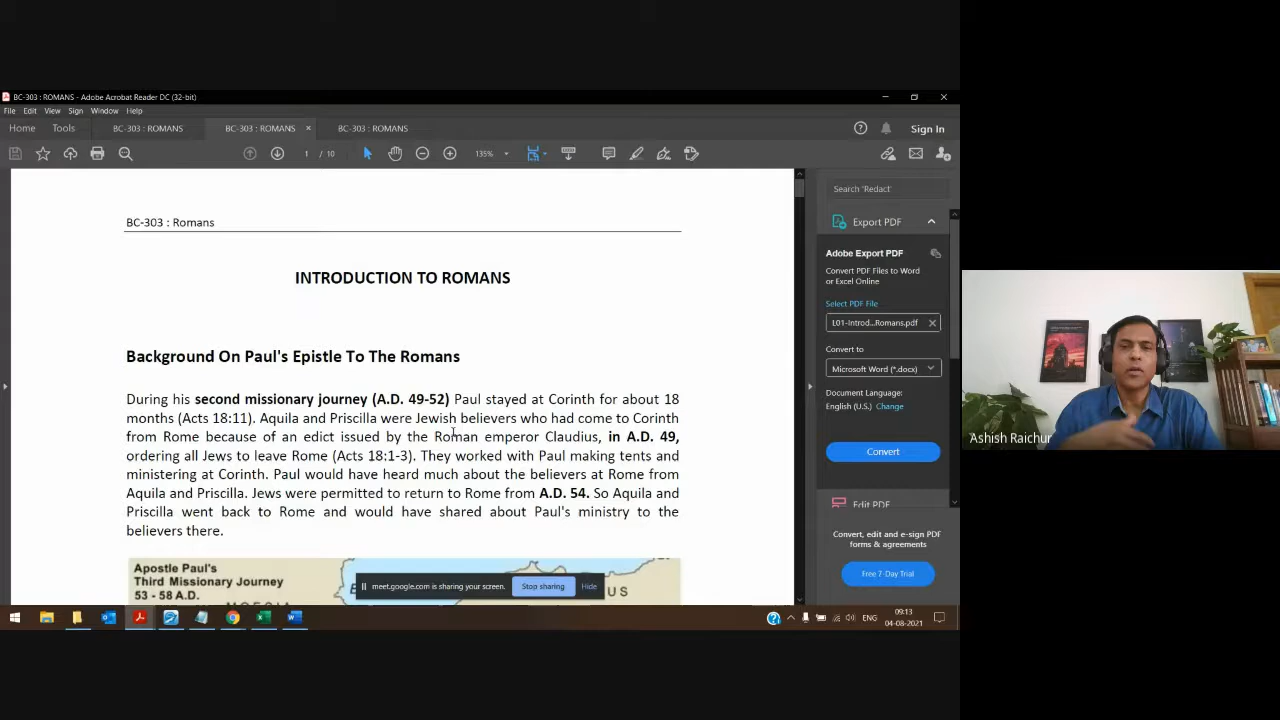 BC-303 : ROMANS - Adobe Acrobat Reader DC (32-bit)
File Edit View Sign Window Help
Home Tools BC-303 : ROMANS BC-303 : ROMANS × BC-303 : ROMANS Sign In
1 / 10 135%
BC-303 : Romans
INTRODUCTION TO ROMANS
Background On Paul's Epistle To The Romans
During his second missionary journey (A.D. 49-52) Paul stayed at Corinth for about 18
months (Acts 18:11). Aquila and Priscilla were Jewish believers who had come to Corinth
from Rome because of an edict issued by the Roman emperor Claudius, in A.D. 49,
ordering all Jews to leave Rome (Acts 18:1-3). They worked with Paul making tents and
ministering at Corinth. Paul would have heard much about the believers at Rome from
Aquila and Priscilla. Jews were permitted to return to Rome from A.D. 54. So Aquila and
Priscilla went back to Rome and would have shared about Paul's ministry to the
believers there.
Apostle Paul's
Third Missionary Journey
53 - 58 A.D.
U S
meet.google.com is sharing your screen. Stop sharing Hide
Search 'Redact'
Export PDF
Adobe Export PDF
Convert PDF Files to Word
or Excel Online
Select PDF File
L01-Introd...Romans.pdf
Convert to
Microsoft Word (*.docx)
Document Language:
English (U.S.) Change
Convert
Edit PDF
Convert, edit and e-sign PDF
forms & agreements
Free 7-Day Trial
ENG
09:13
04-08-2021
Ashish Raichur